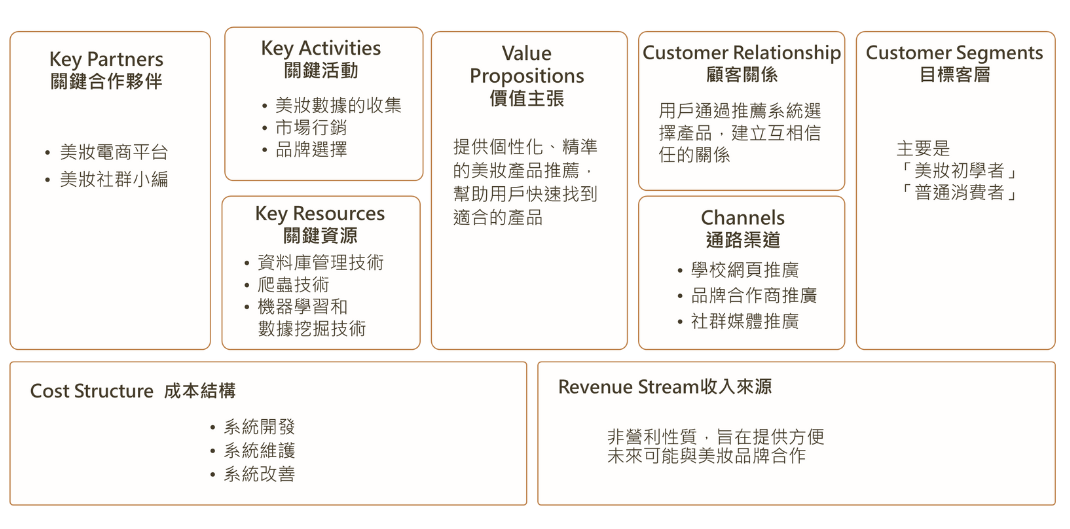 Key Partners
關鍵合作夥伴
• 美妝電商平台
• 美妝社群小編
Key Activities
關鍵活動
• 美妝數據的收集
• 市場行銷
• 品牌選擇
Key Resources
關鍵資源
• 資料庫管理技術
• 爬蟲技術
• 機器學習和
數據挖掘技術
Value
Propositions
價值主張
提供個性化、精準
的美妝產品推薦,
幫助用戶快速找到
適合的產品
Customer Relationship
顧客關係
用戶通過推薦系統選
擇產品,建立互相信
任的關係
Channels
通路渠道
• 學校網頁推廣
• 品牌合作商推廣
• 社群媒體推廣
Customer Segments
目標客層
主要是
「美妝初學者」
「普通消費者」
Cost Structure 成本結構
• 系統開發
• 系統維護
• 系統改善
Revenue Stream收入來源
非營利性質,旨在提供方便
未來可能與美妝品牌合作